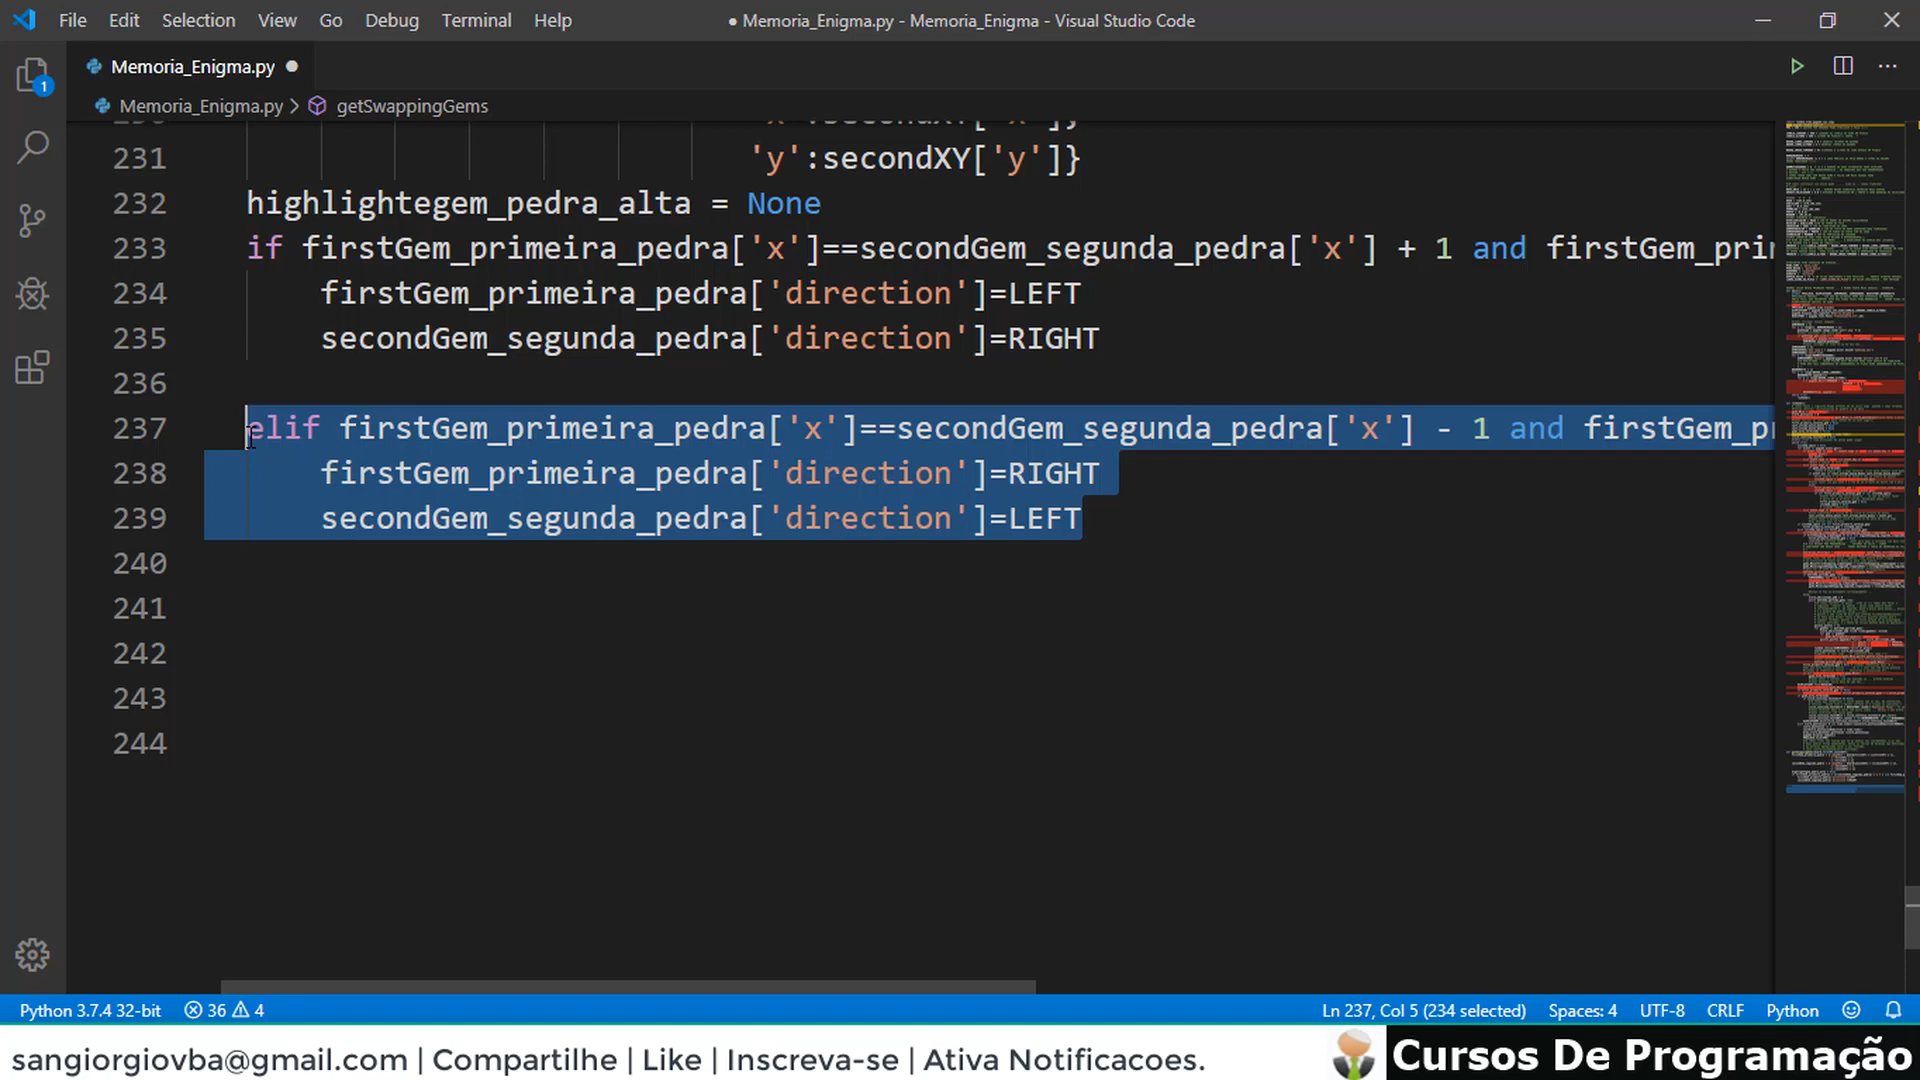 File Edit Selection View Go Debug Terminal Help
● Memoria_Enigma.py - Memoria_Enigma - Visual Studio Code
Memoria_Enigma.py ●
Memoria_Enigma.py > getSwappingGems
1
231 'y':secondXY['y']}
232 highlightegem_pedra_alta = None
233 if firstGem_primeira_pedra['x']==secondGem_segunda_pedra['x'] + 1 and firstGem_prim
234 firstGem_primeira_pedra['direction']=LEFT
235 secondGem_segunda_pedra['direction']=RIGHT
236
237 elif firstGem_primeira_pedra['x']==secondGem_segunda_pedra['x'] - 1 and firstGem_pr
238 firstGem_primeira_pedra['direction']=RIGHT
239 secondGem_segunda_pedra['direction']=LEFT
240
241
242
243
244
Python 3.7.4 32-bit 36 4 Ln 237, Col 5 (234 selected) Spaces: 4 UTF-8 CRLF Python
sangiorgiovba@gmail.com | Compartilhe | Like | Inscreva-se | Ativa Notificacoes.
Cursos De Programação